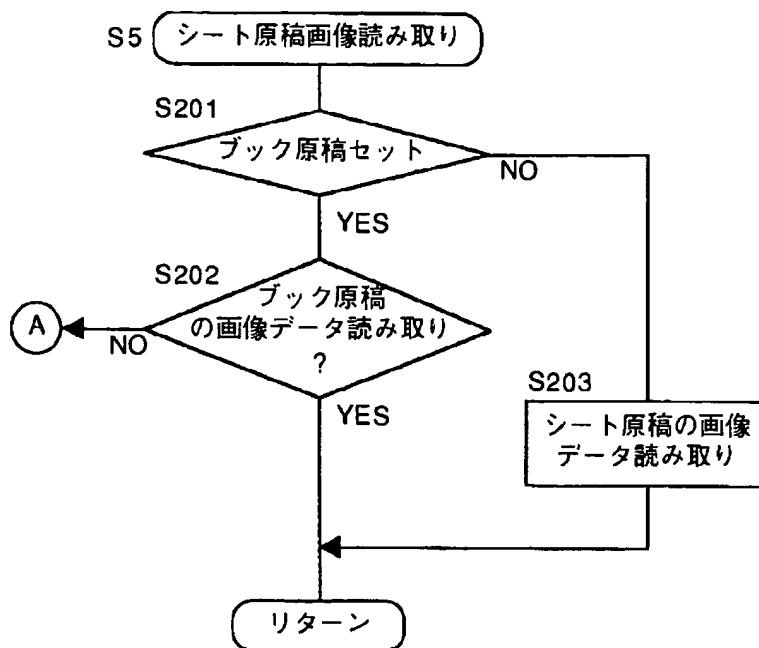 S5
シート原稿画像読み取り
S201
ブック原稿セット
NO
YES
S202
ブック原稿
の画像データ読み取り
?
A
NO
YES
S203
シート原稿の画像
データ読み取り
リターン